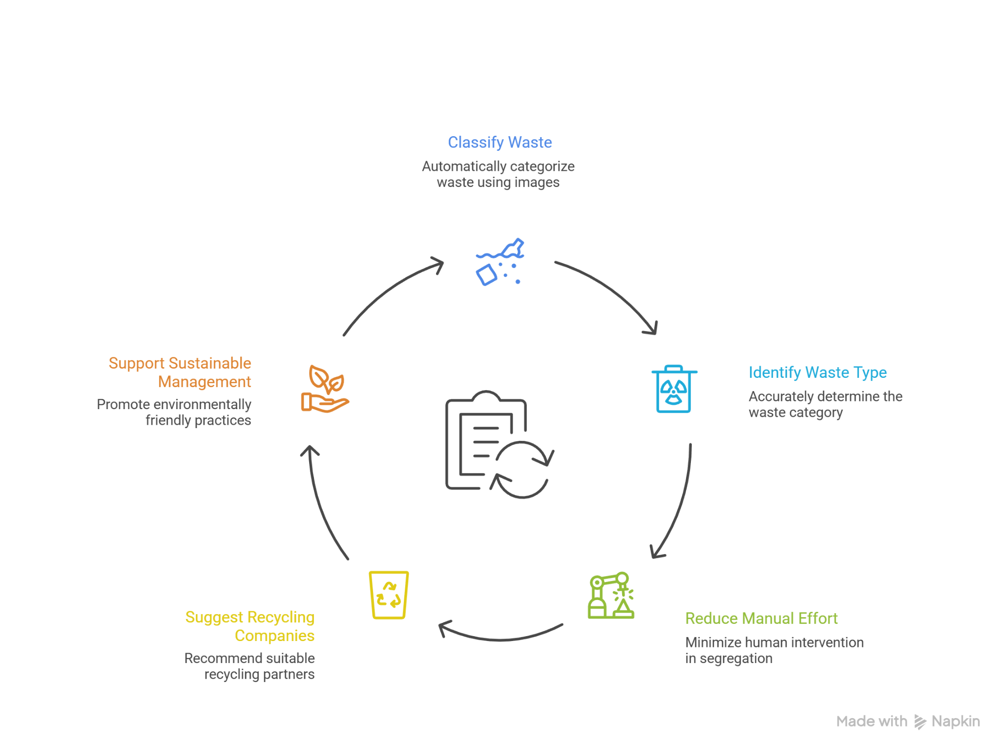 Classify Waste
Automatically categorize
waste using images
Support Sustainable
Management
Promote environmentally
friendly practices
Identify Waste Type
Accurately determine the
waste category
Suggest Recycling
Companies
Recommend suitable
recycling partners
Reduce Manual Effort
Minimize human intervention
in segregation
Made with Napkin